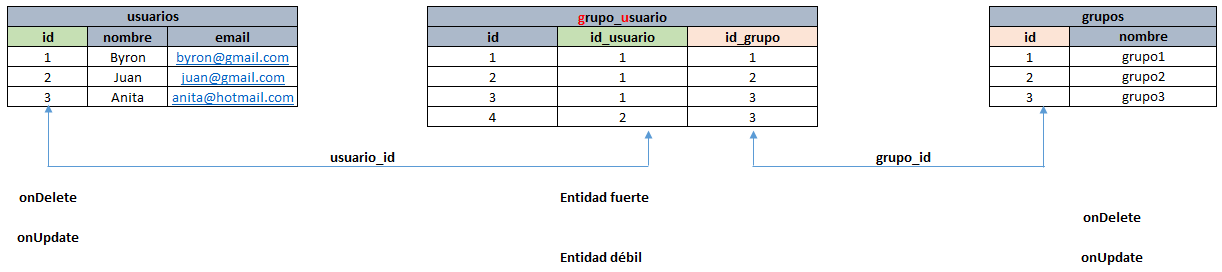 usuarios grupo_usuario grupos
id nombre email id id_usuario id_grupo id nombre
1 Byron byron@gmail.com 1 1 1 1 grupo1
2 Juan juan@gmail.com 2 1 2 2 grupo2
3 Anita anita@hotmail.com 3 1 3 3 grupo3
4 2 3
usuario_id grupo_id
onDelete Entidad fuerte
onDelete
onUpdate
Entidad débil onUpdate